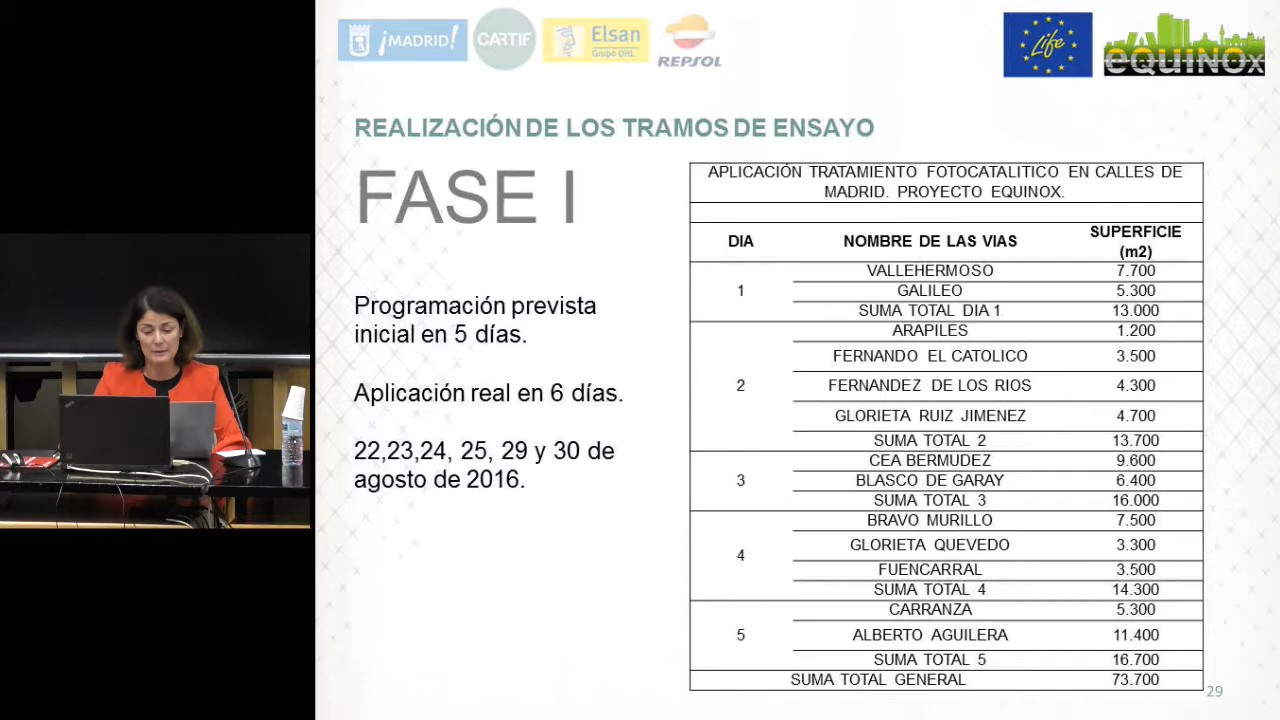 ¡MADRID!
CARTIF
Elsan
Grupo OHL
REPSOL
Life
eQUINOx
REALIZACIÓN DE LOS TRAMOS DE ENSAYO
FASE I
Programación prevista
inicial en 5 días.
Aplicación real en 6 días.
22,23,24, 25, 29 y 30 de
agosto de 2016.
APLICACIÓN TRATAMIENTO FOTOCATALITICO EN CALLES DE
MADRID. PROYECTO EQUINOX.
DIA NOMBRE DE LAS VIAS SUPERFICIE
(m2)
1
VALLEHERMOSO 7.700
GALILEO 5.300
SUMA TOTAL DIA 1 13.000
2
ARAPILES 1.200
FERNANDO EL CATOLICO 3.500
FERNANDEZ DE LOS RIOS 4.300
GLORIETA RUIZ JIMENEZ 4.700
SUMA TOTAL 2 13.700
3
CEA BERMUDEZ 9.600
BLASCO DE GARAY 6.400
SUMA TOTAL 3 16.000
4
BRAVO MURILLO 7.500
GLORIETA QUEVEDO 3.300
FUENCARRAL 3.500
SUMA TOTAL 4 14.300
5
CARRANZA 5.300
ALBERTO AGUILERA 11.400
SUMA TOTAL 5 16.700
SUMA TOTAL GENERAL 73.700
29